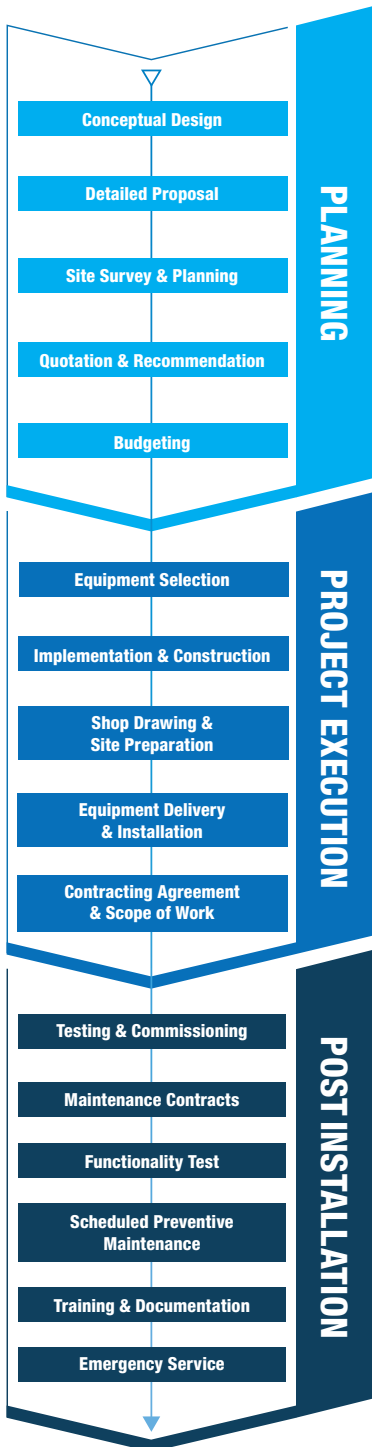 PLANNING
Conceptual Design
Detailed Proposal
Site Survey & Planning
Quotation & Recommendation
Budgeting
PROJECT EXECUTION
Equipment Selection
Implementation & Construction
Shop Drawing &
Site Preparation
Equipment Delivery
& Installation
Contracting Agreement
& Scope of Work
POST INSTALLATION
Testing & Commissioning
Maintenance Contracts
Functionality Test
Scheduled Preventive
Maintenance
Training & Documentation
Emergency Service